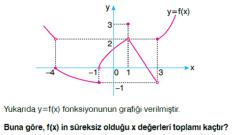 y
y=f(x)
3
2
-4
-1
0
1
3
x
-1
Yukarıda y=f(x) fonksiyonunun grafiği verilmiştir.
Buna göre, f(x) in süreksiz olduğu x değerleri toplamı kaçtır?